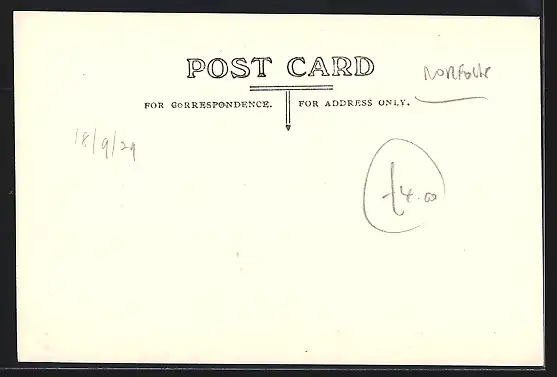 POST CARD
NORFOLK
FOR CORRESPONDENCE. FOR ADDRESS ONLY.
18/9/29
£4.00